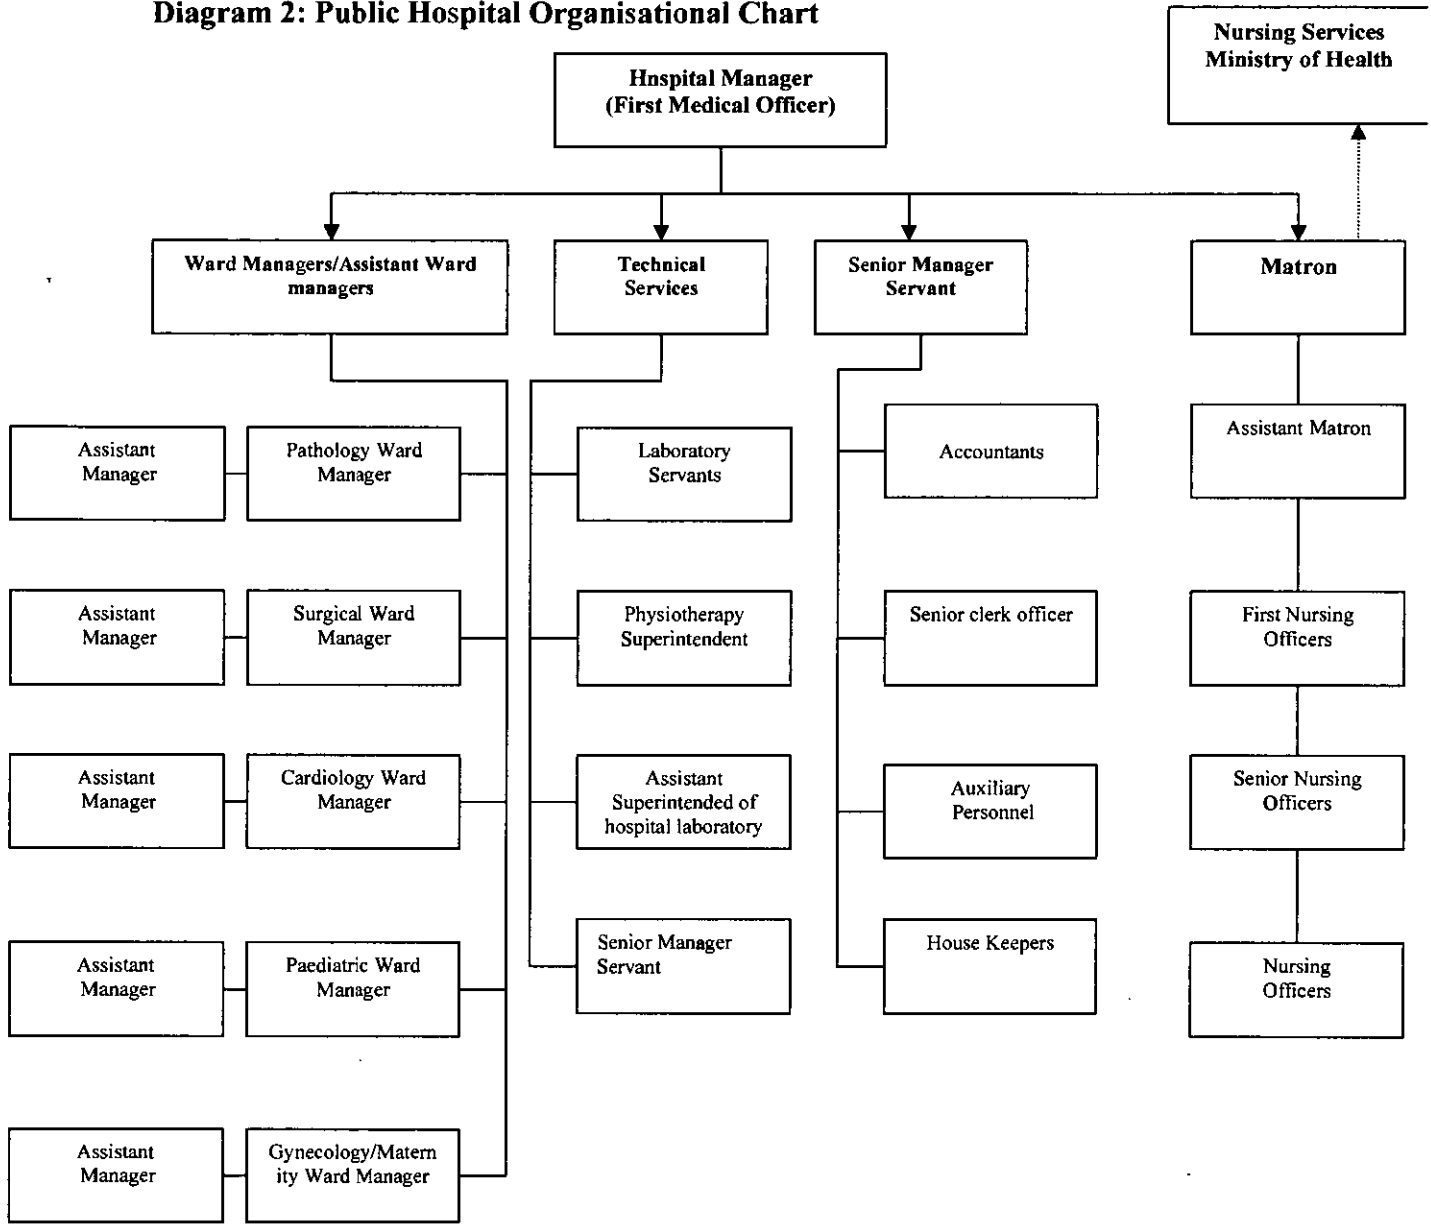 Diagram 2: Public Hospital Organisational Chart
Nursing Services
Ministry of Health
Hnspital Manager
(First Medical Officer)
Ward Managers/Assistant Ward
managers
Technical
Services
Senior Manager
Servant
Matron
Assistant
Manager
Pathology Ward
Manager
Laboratory
Servants
Accountants
Assistant Matron
Assistant
Manager
Surgical Ward
Manager
Physiotherapy
Superintendent
Senior clerk officer
First Nursing
Officers
Assistant
Manager
Cardiology Ward
Manager
Assistant
Superintended of
hospital laboratory
Auxiliary
Personnel
Senior Nursing
Officers
Assistant
Manager
Paediatric Ward
Manager
Senior Manager
Servant
House Keepers
Nursing
Officers
Assistant
Manager
Gynecology/Matern
ity Ward Manager